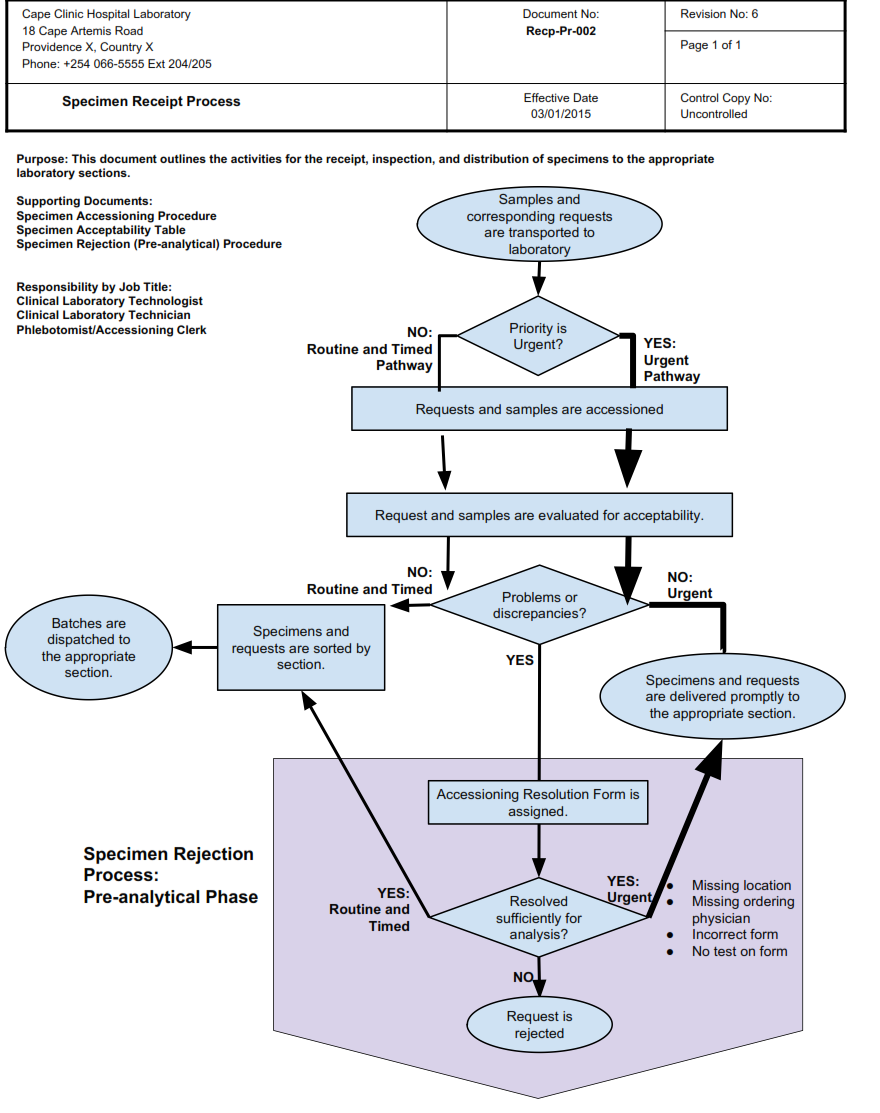 Cape Clinic Hospital Laboratory
18 Cape Artemis Road
Providence X, Country X
Phone: +254 066-5555 Ext 204/205
Document No:
Recp-Pr-002
Revision No: 6
Page 1 of 1
Specimen Receipt Process
Effective Date
03/01/2015
Control Copy No:
Uncontrolled
Purpose: This document outlines the activities for the receipt, inspection, and distribution of specimens to the appropriate
laboratory sections.
Supporting Documents:
Specimen Accessioning Procedure
Specimen Acceptability Table
Specimen Rejection (Pre-analytical) Procedure
Responsibility by Job Title:
Clinical Laboratory Technologist
Clinical Laboratory Technician
Phlebotomist/Accessioning Clerk
Samples and
corresponding requests
are transported to
laboratory
Priority is
Urgent?
NO:
Routine and Timed
Pathway
YES:
Urgent
Pathway
Requests and samples are accessioned
Request and samples are evaluated for acceptability.
NO:
Routine and Timed
Problems or
discrepancies?
NO:
Urgent
Batches are
dispatched to
the appropriate
section.
Specimens and
requests are sorted by
section.
YES
Specimens and requests
are delivered promptly to
the appropriate section.
Accessioning Resolution Form is
assigned.
Specimen Rejection
Process:
Pre-analytical Phase
YES:
Routine and
Timed
Resolved
sufficiently for
analysis?
YES:
Urgent
● Missing location
● Missing ordering
physician
● Incorrect form
● No test on form
NO
Request is
rejected